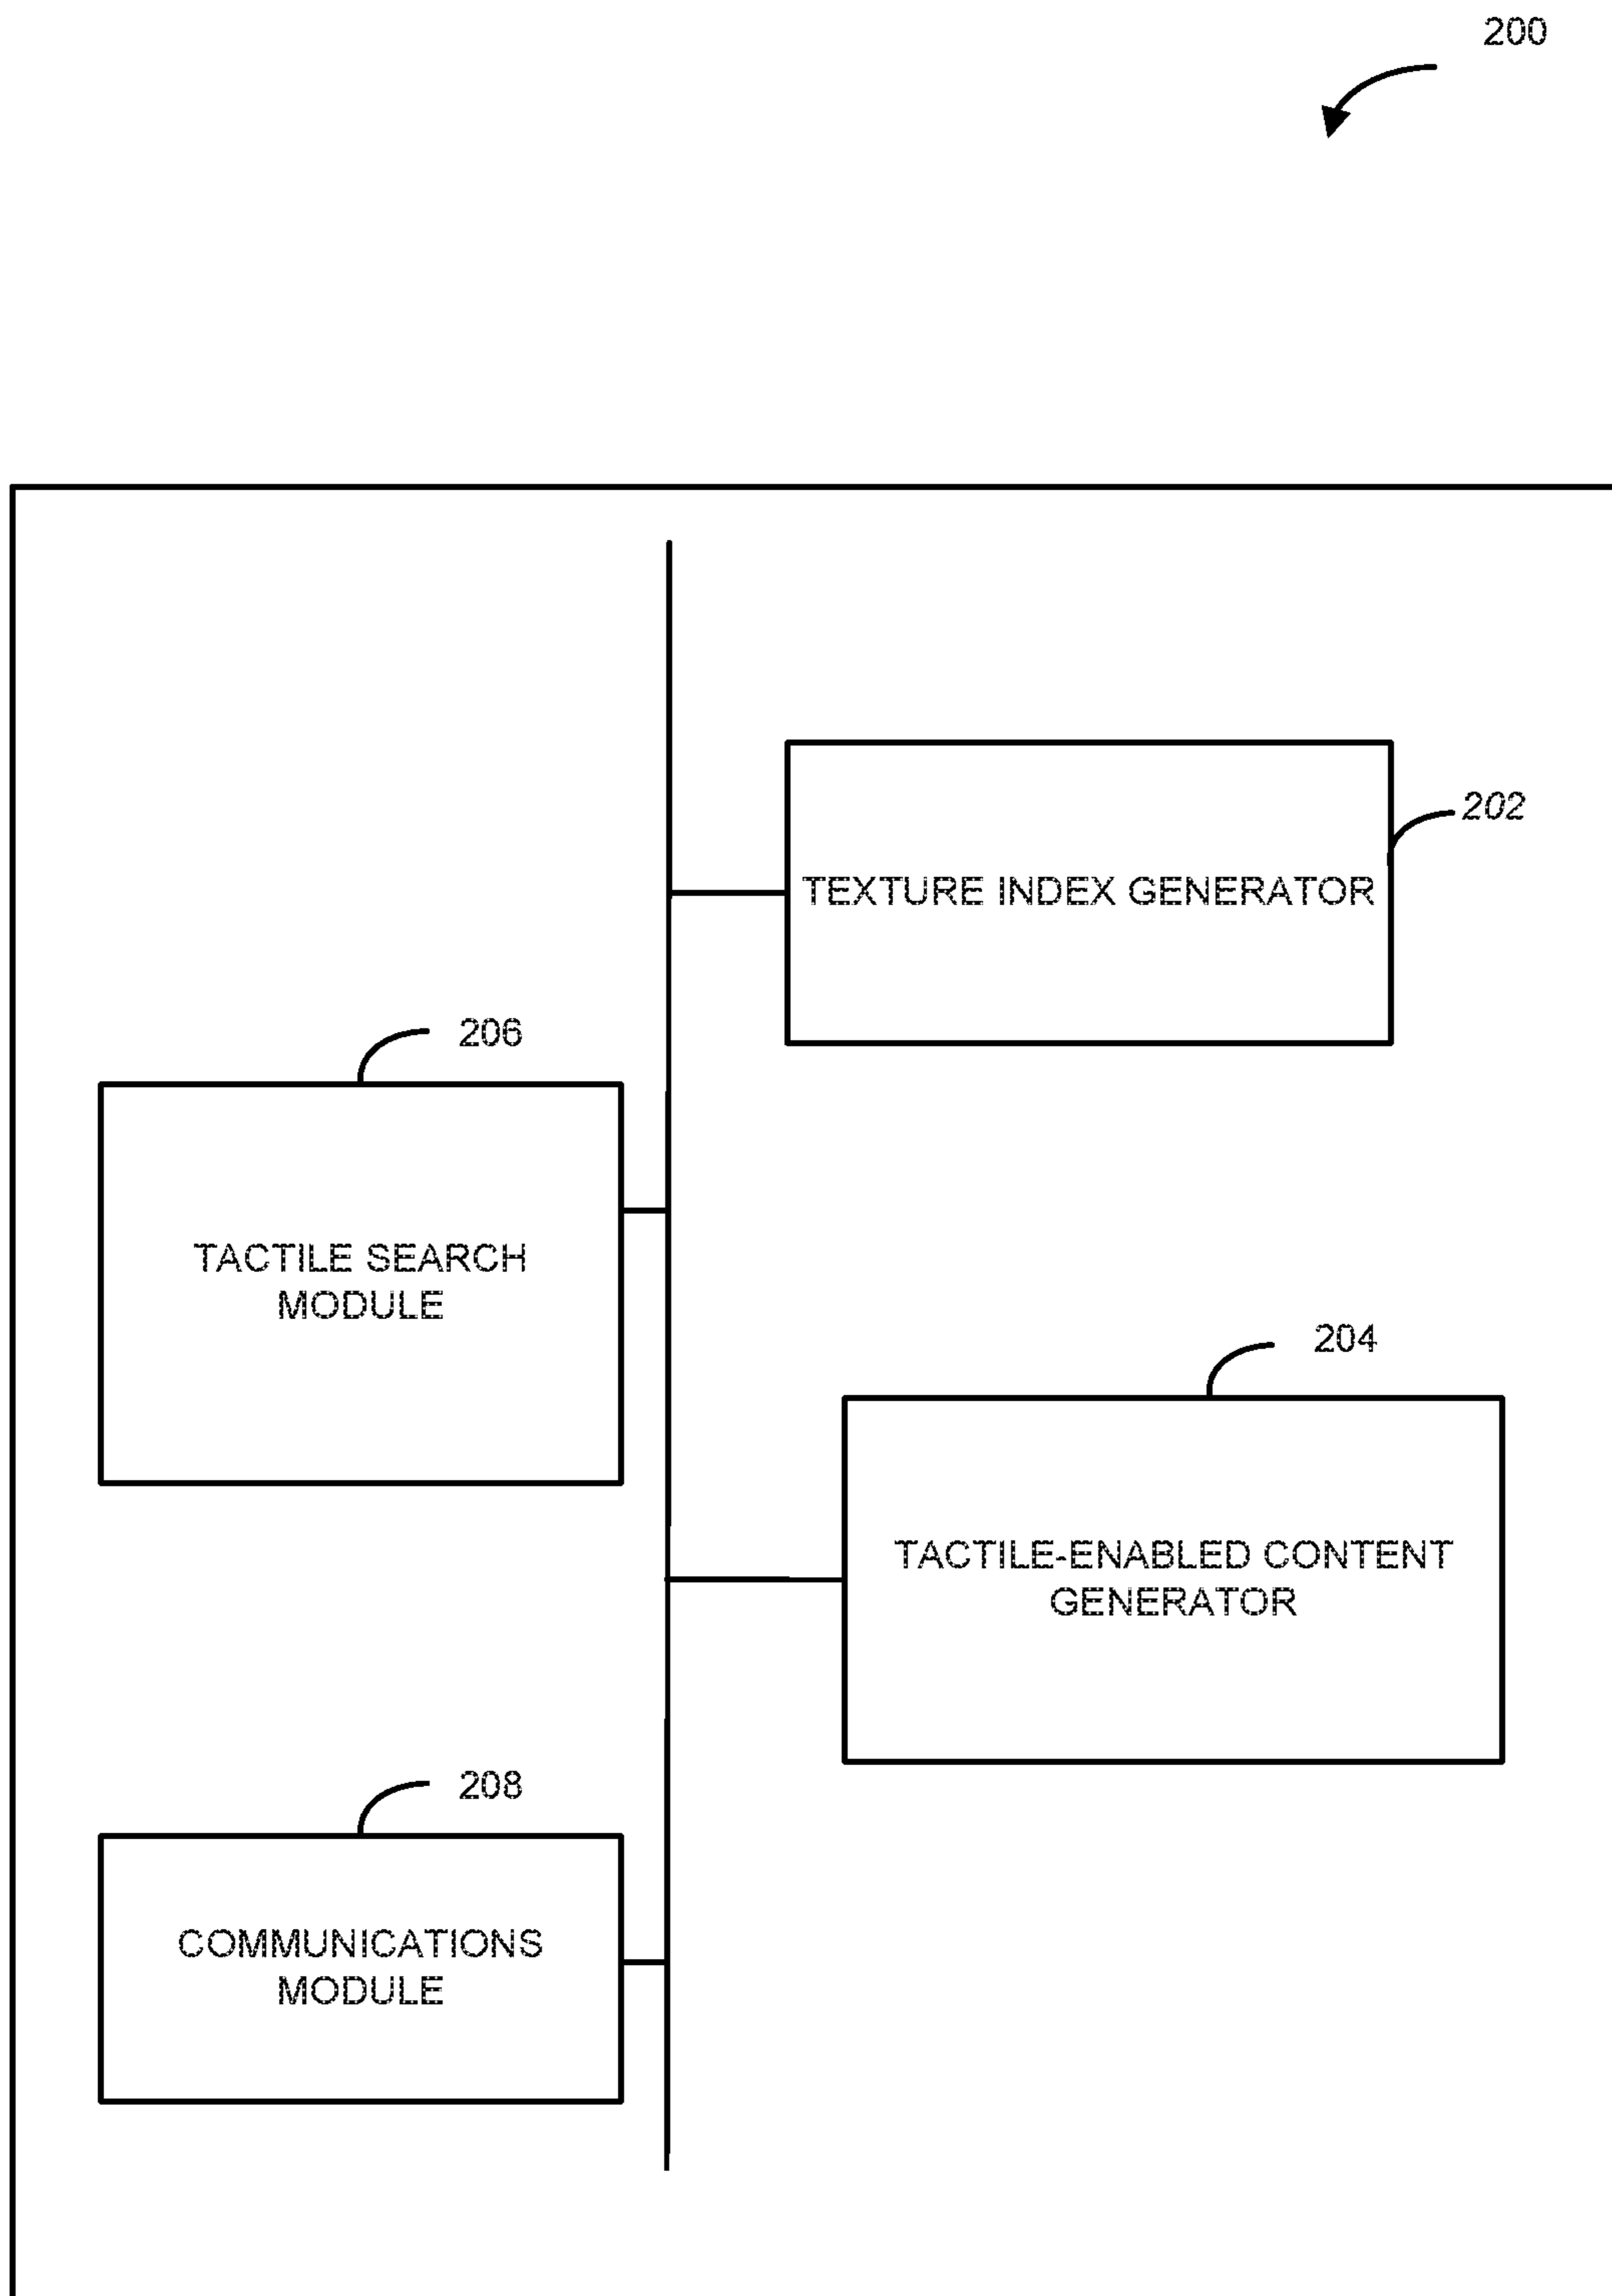 200
202
TEXTURE INDEX GENERATOR
206
TACTILE SEARCH
MODULE
204
TACTILE-ENABLED CONTENT
GENERATOR
208
COMMUNICATIONS
MODULE